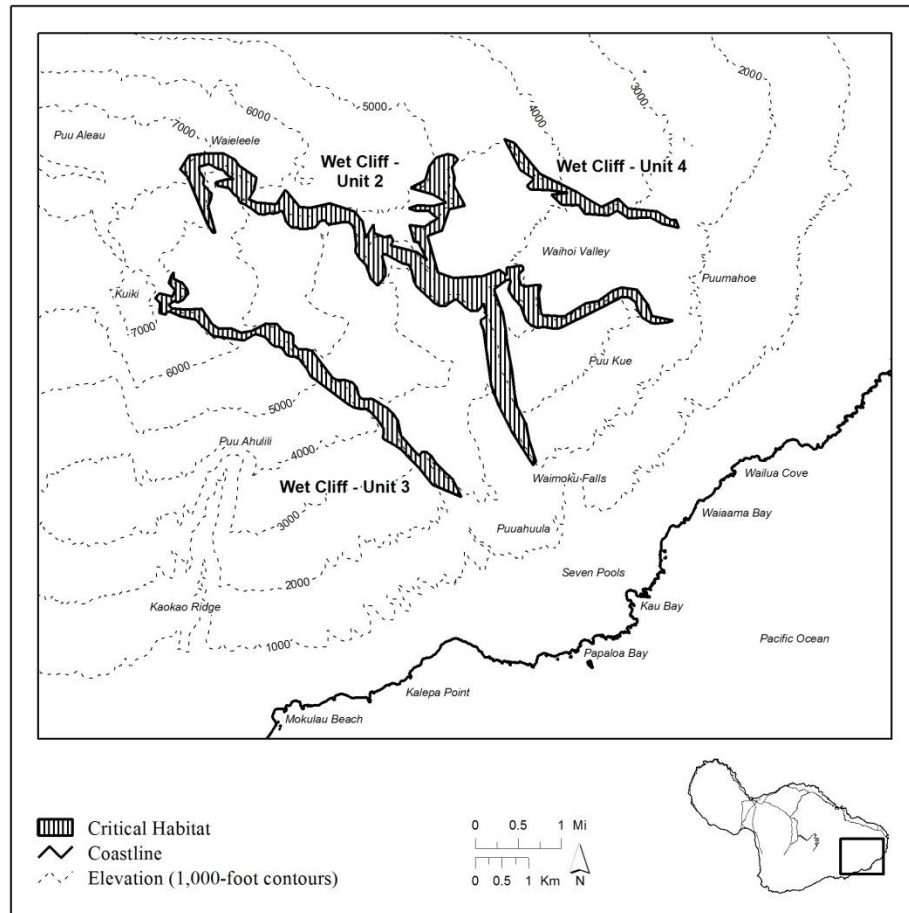 2000
5000
3000
6000
4000
7000
Puu Aleau
Waieleele
Wet Cliff -
Unit 2
Wet Cliff - Unit 4
Waihoi Valley
Puumahoe
Kuiki
7000
6000
Puu Kue
5000
Puu Ahulili
4000
Wet Cliff - Unit 3
Waimoku Falls
Wailua Cove
3000
Waiaama Bay
Puuahuula
2000
Seven Pools
Kaokao Ridge
Kau Bay
1000
Pacific Ocean
Papaloa Bay
Kalepa Point
Mokulau Beach
Critical Habitat
Coastline
Elevation (1,000-foot contours)
0 0.5 1 Mi
0 0.5 1 Km
N